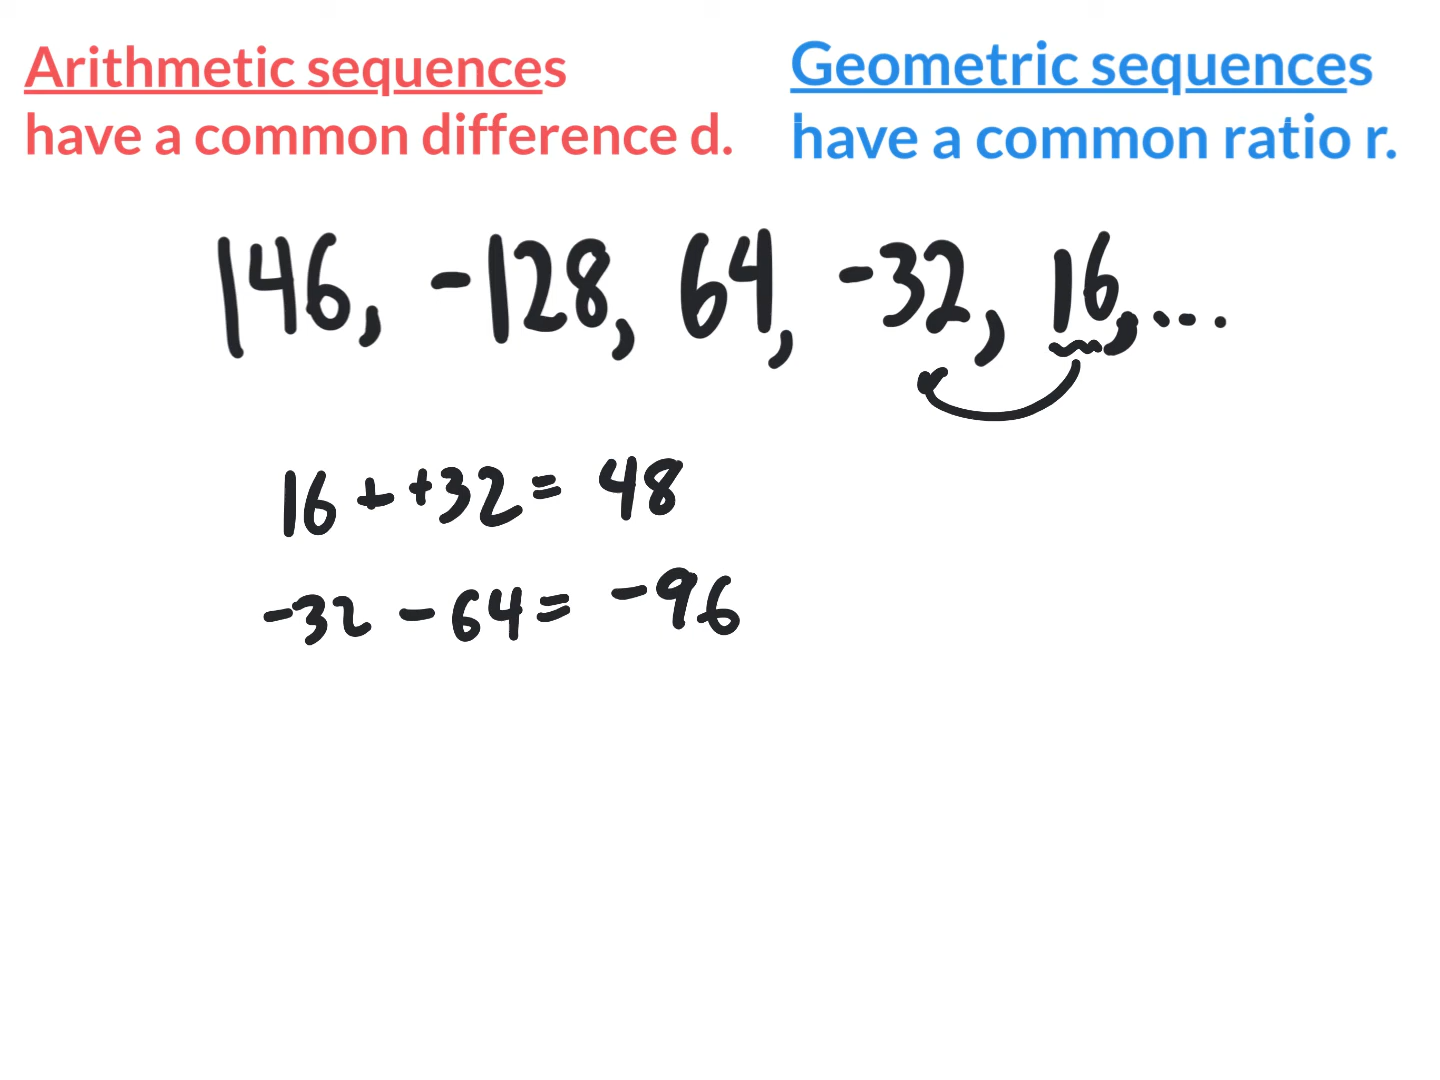 Arithmetic sequences
have a common difference d.
Geometric sequences
have a common ratio r.
146, -128, 64, -32, 16, ...
16 + +32 = 48
-32 - 64 = -96